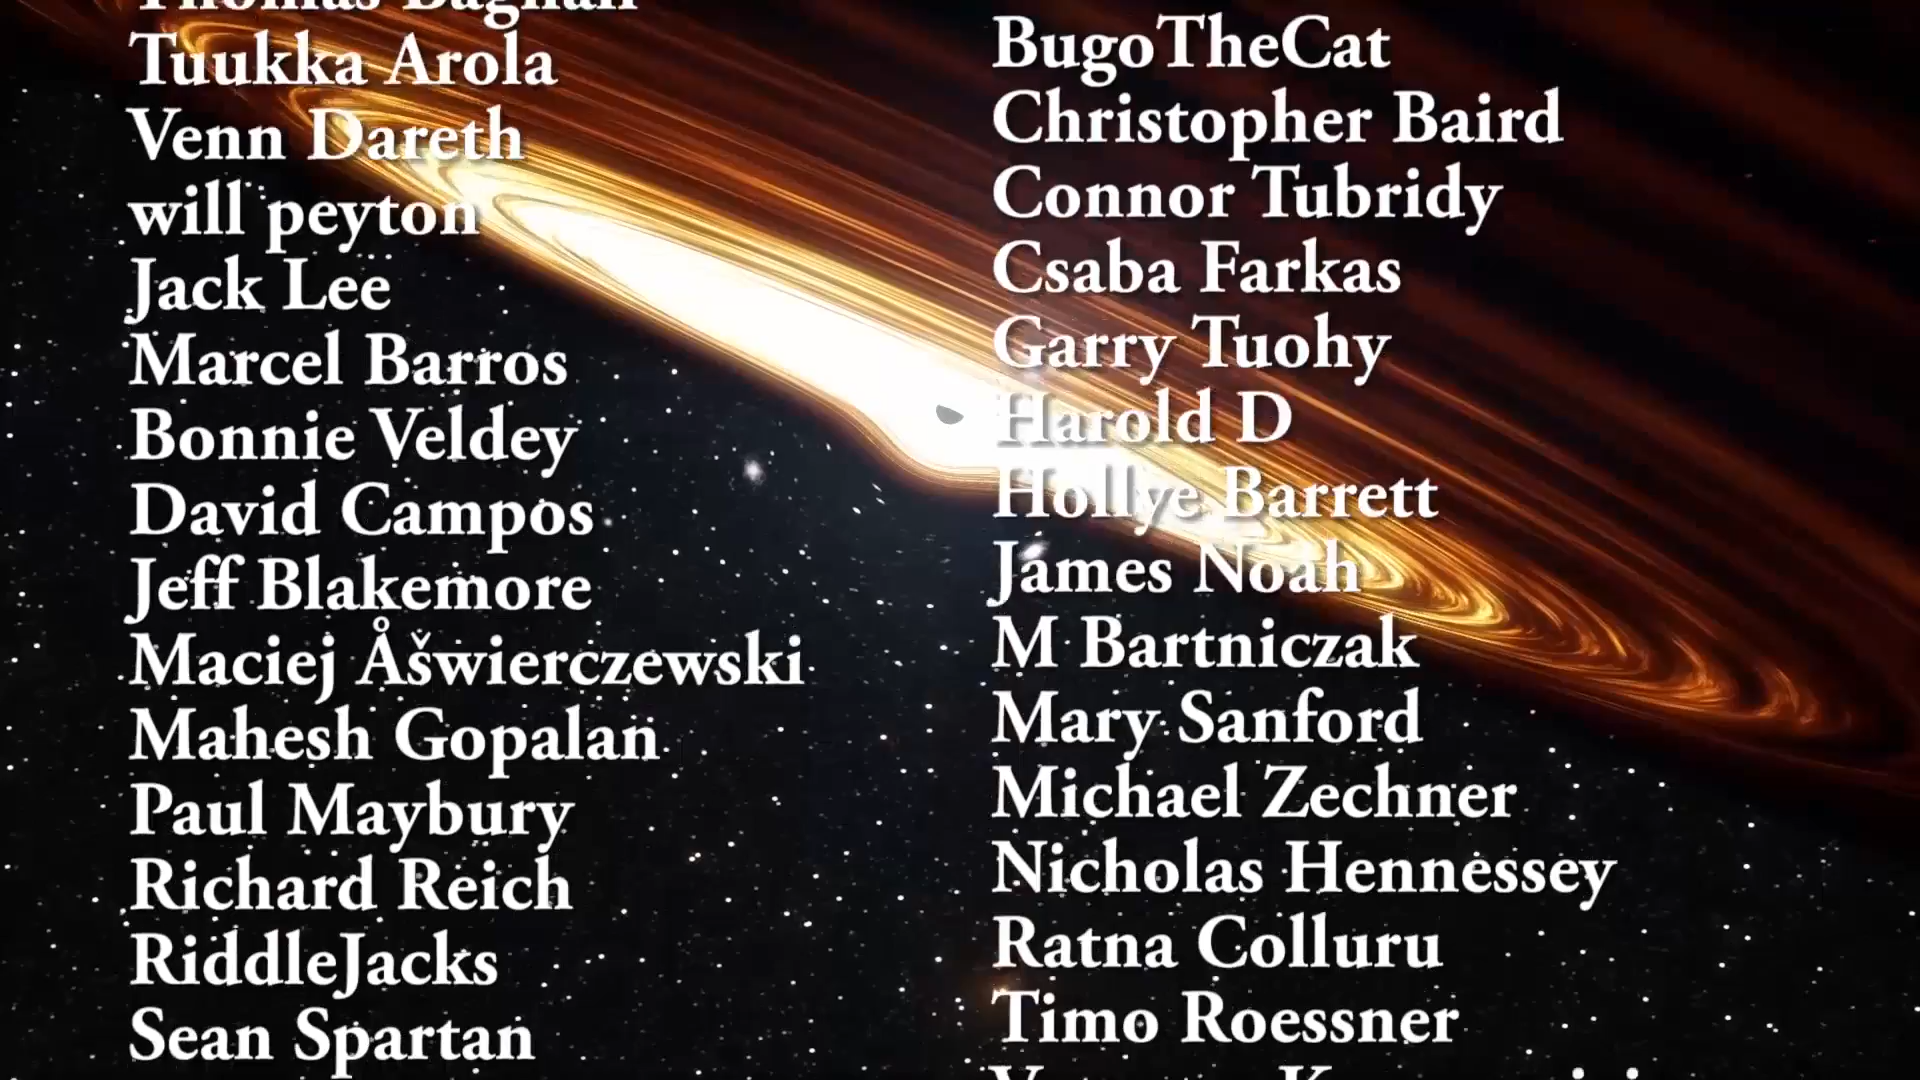 Thomas Bagnall
Tuukka Arola
Venn Dareth
will peyton
Jack Lee
Marcel Barros
Bonnie Veldey
David Campos
Jeff Blakemore
Maciej Åšwierczewski
Mahesh Gopalan
Paul Maybury
Richard Reich
RiddleJacks
Sean Spartan
BugoTheCat
Christopher Baird
Connor Tubridy
Csaba Farkas
Garry Tuohy
Harold D
Hollye Barrett
James Noah
M Bartniczak
Mary Sanford
Michael Zechner
Nicholas Hennessey
Ratna Colluru
Timo Roessner